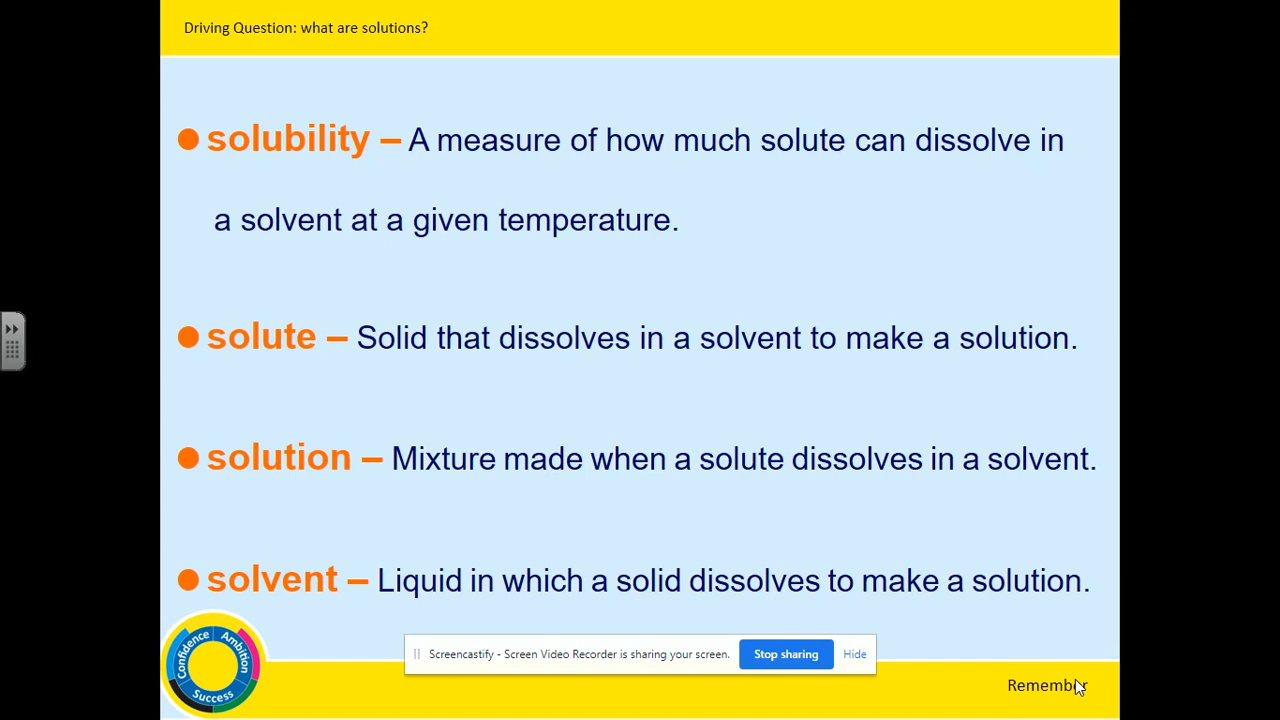 Driving Question: what are solutions?
solubility – A measure of how much solute can dissolve in
a solvent at a given temperature.
solute – Solid that dissolves in a solvent to make a solution.
solution – Mixture made when a solute dissolves in a solvent.
solvent – Liquid in which a solid dissolves to make a solution.
Confidence Ambition Success
Screencastify - Screen Video Recorder is sharing your screen. Stop sharing Hide
Remember